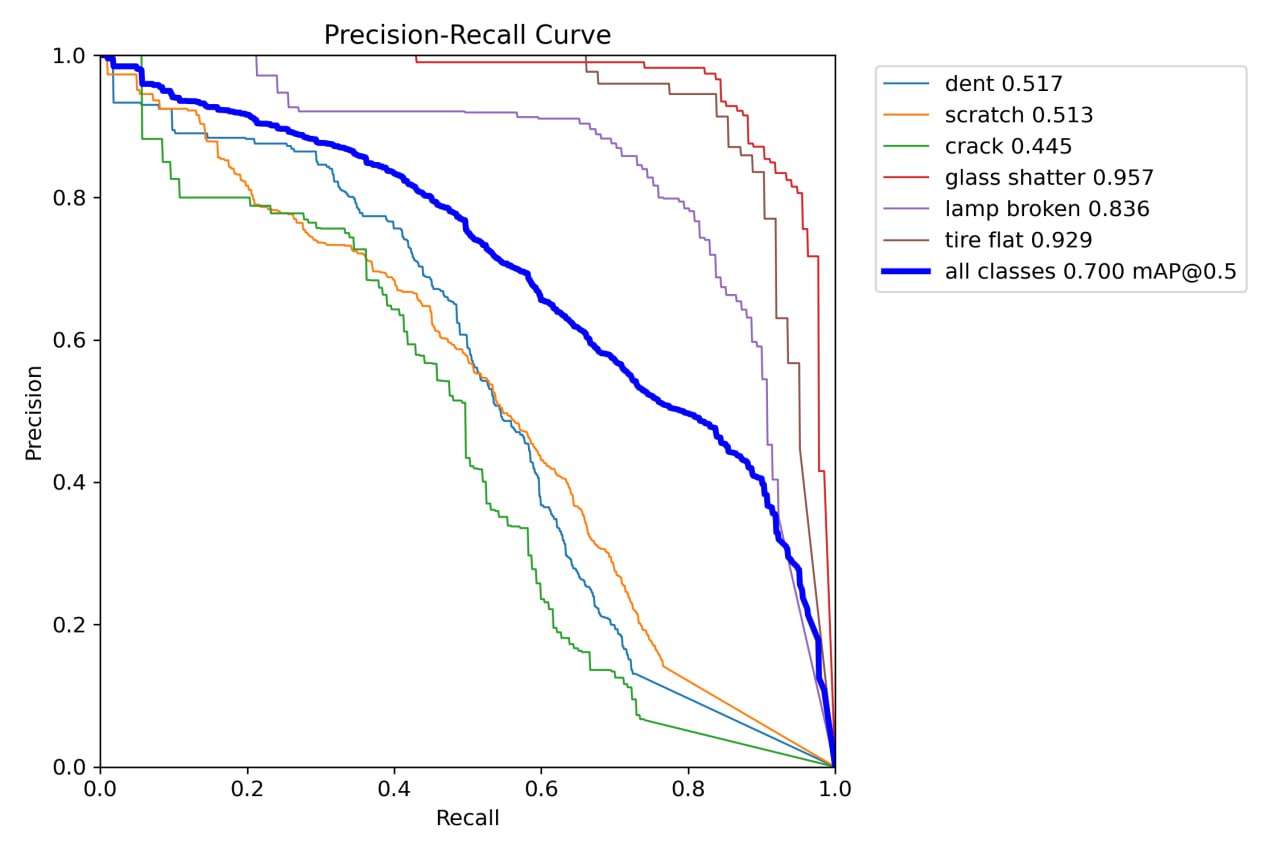 Precision-Recall Curve
1.0
0.8
0.6
0.4
0.2
0.0
Precision
0.0 0.2 0.4 0.6 0.8 1.0
Recall
dent 0.517
scratch 0.513
crack 0.445
glass shatter 0.957
lamp broken 0.836
tire flat 0.929
all classes 0.700 mAP@0.5